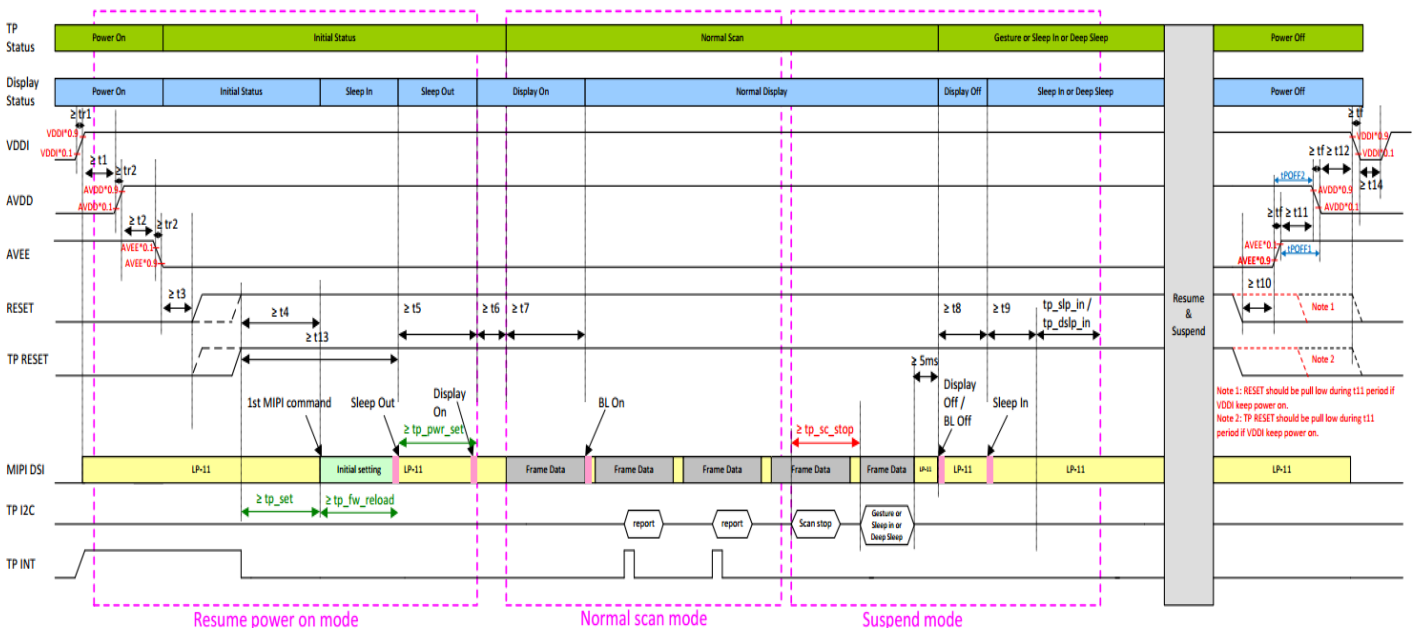 TP
Status
Power On
Initial Status
Normal Scan
Gesture or Sleep In or Deep Sleep
Power Off
Display
Status
Power On
Initial Status
Sleep In
Sleep Out
Display On
Normal Display
Display Off
Sleep In or Deep Sleep
Power Off
≥ tr1
≥ tf
VDDI*0.9
VDDI
VDDI*0.1
VDDI*0.9
VDDI*0.1
≥ t1
≥ tr2
≥ tf ≥ t12
AVDD*0.9
AVDD
AVDD*0.1
tPOFF2
≥ t14
AVDD*0.9
AVDD*0.1
≥ t2
≥ tr2
≥ tf ≥ t11
AVEE
AVEE*0.1
AVEE*0.9
AVEE*0.1
AVEE*0.9
tPOFF1
≥ t3
≥ t10
RESET
≥ t4
≥ t5
≥ t6
≥ t7
≥ t8
≥ t9
tp_slp_in /
tp_dslp_in
Resume
&
Suspend
Note 1
≥ t13
TP RESET
≥ 5ms
Note 2
1st MIPI command
Sleep Out
Display
On
BL On
Display
Off /
BL Off
Sleep In
Note 1: RESET should be pull low during t11 period if
VDDI keep power on.
Note 2: TP RESET should be pull low during t11
period if VDDI keep power on.
≥ tp_pwr_set
≥ tp_sc_stop
MIPI DSI
LP-11
Initial setting
LP-11
Frame Data
Frame Data
Frame Data
Frame Data
Frame Data
LP-11
LP-11
LP-11
LP-11
≥ tp_set
≥ tp_fw_reload
TP I2C
report
report
Scan stop
Gesture or
Sleep in or
Deep Sleep
TP INT
Resume power on mode
Normal scan mode
Suspend mode